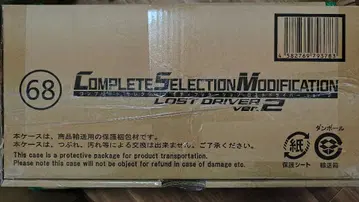 68
COMPLETE SELECTION MODIFICATION
LOST DRIVER
ver.2
本ケースは、商品輸送用の保護梱包材です。
本ケースは、つぶれ、汚れ等による交換は出来ません。ご了承ください。
This case is a protective package for product transportation.
Please note this case will not be object for refund in case of damage etc.
紙
保護シート
ダンボール
輸送箱